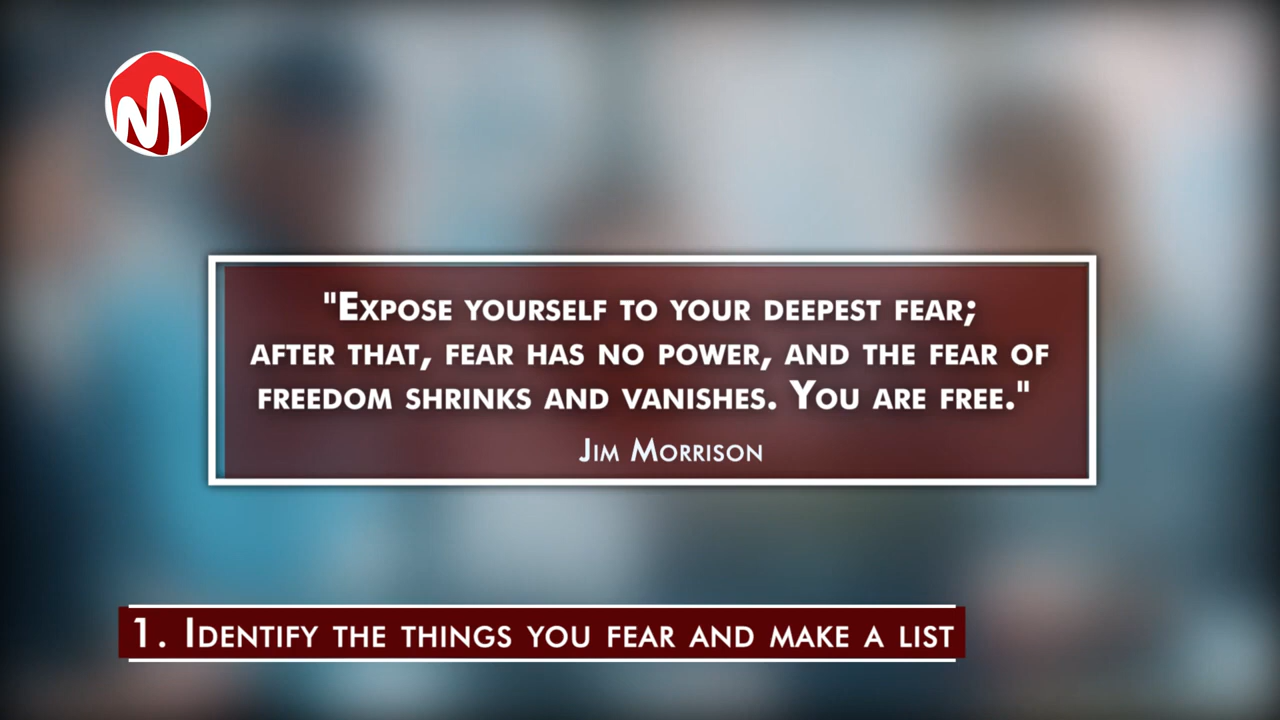 "Expose yourself to your deepest fear;
after that, fear has no power, and the fear of
freedom shrinks and vanishes. You are free."
Jim Morrison
1. Identify the things you fear and make a list